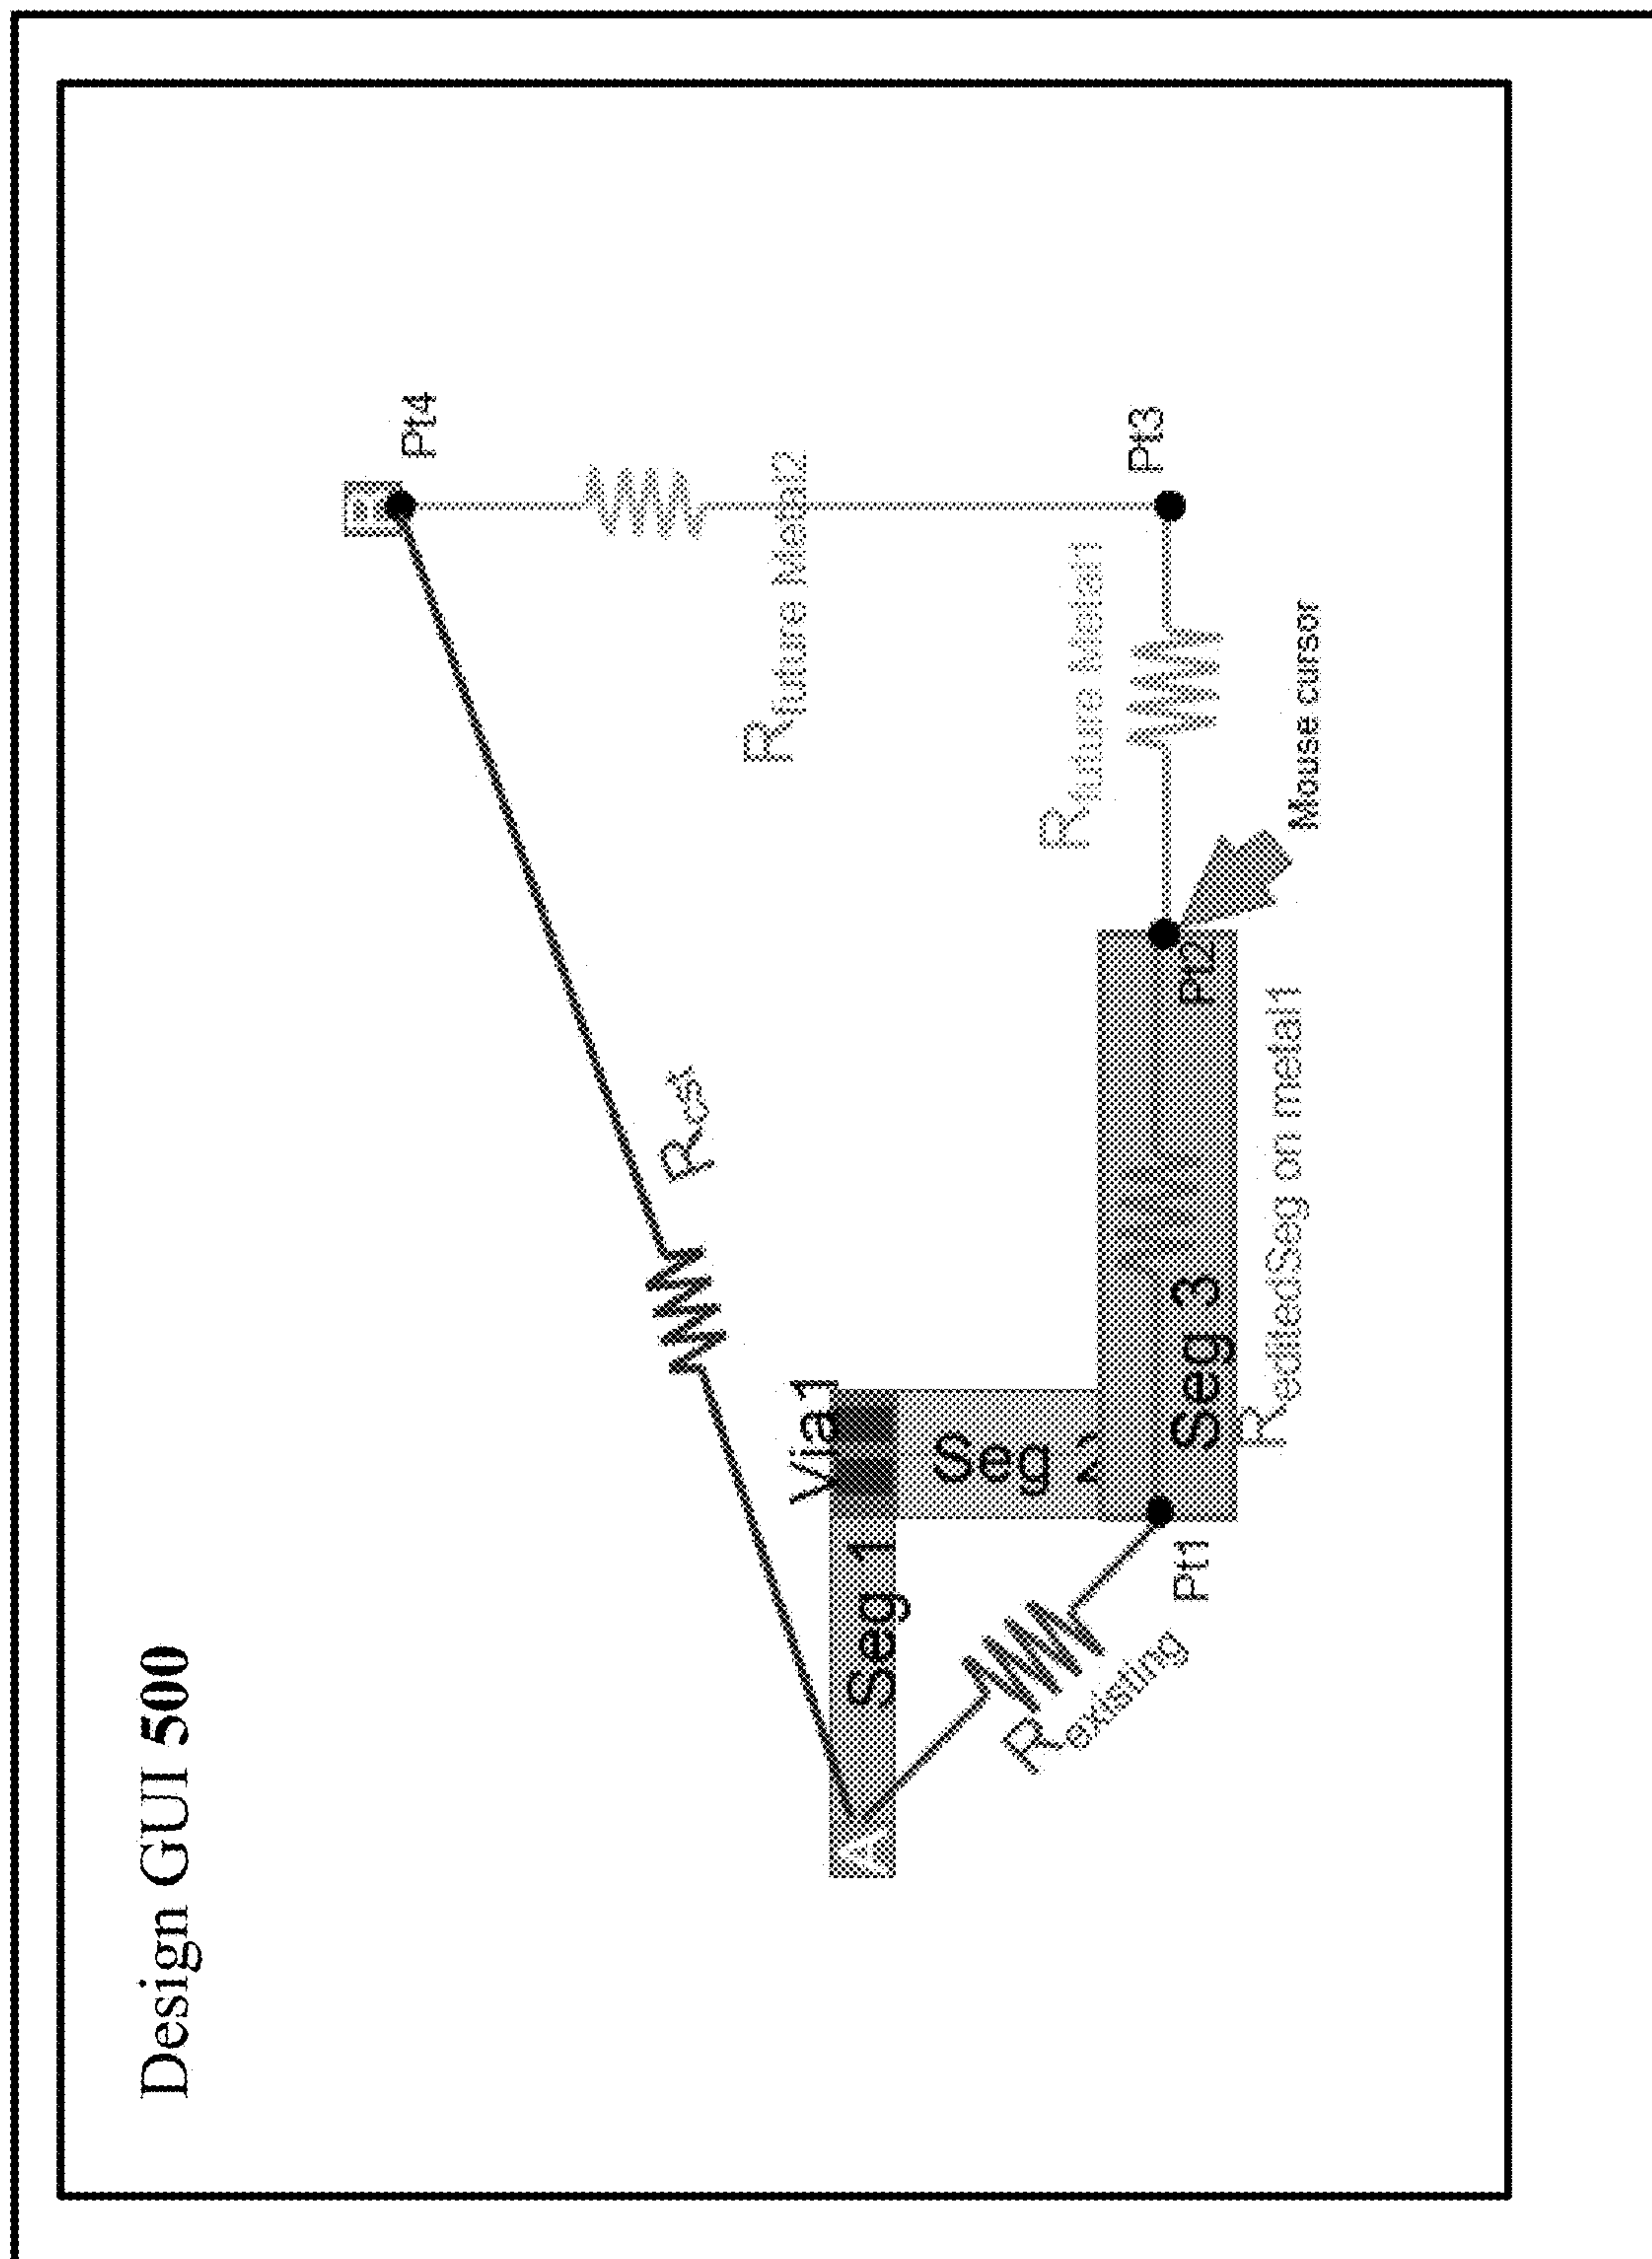 Design GUI 500
B
Pt4
Rcst
Rfuture Metal2
Via1
A
Seg 1
Seg 2
Rfuture Metal1
Pt3
Rexisting
Pt1
Seg 3
Pt2
ReditedSeg on metal1
Mouse cursor